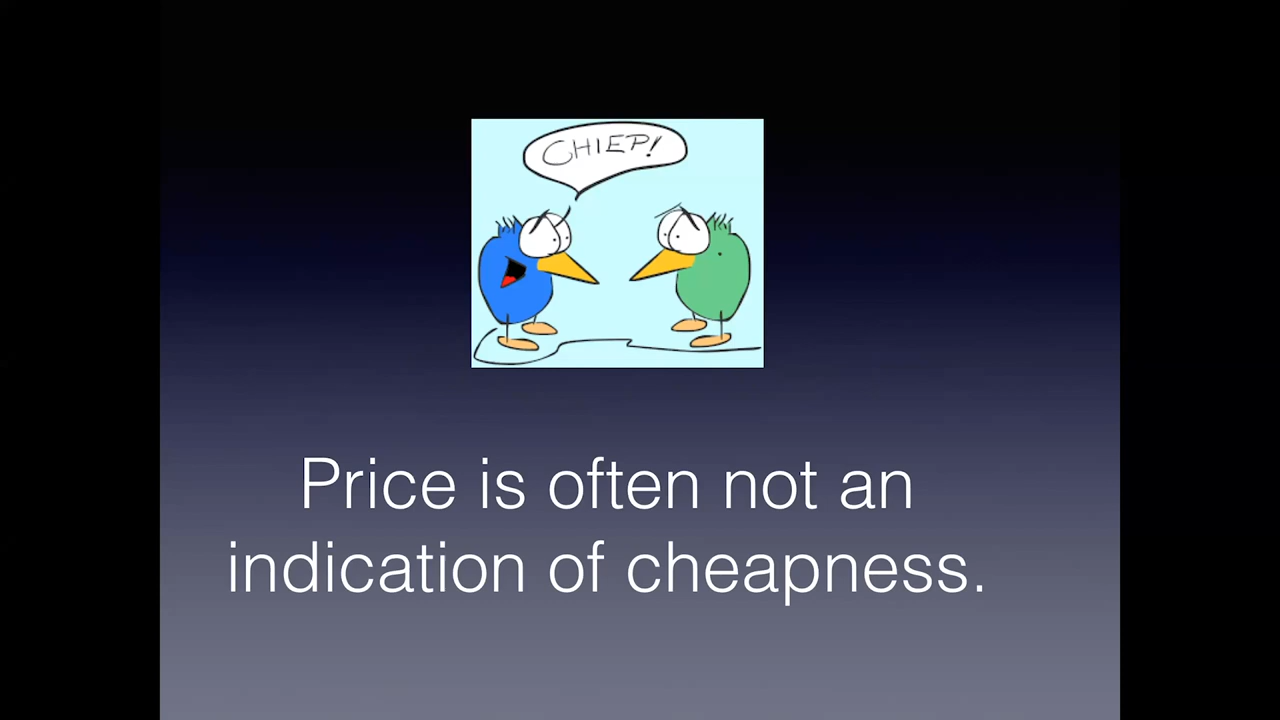 CHIEP!
Price is often not an
indication of cheapness.